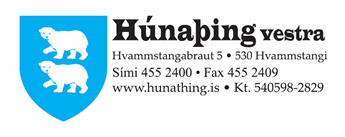 Húnaþing vestra
Hvammstangabraut 5 • 530 Hvammstangi
Sími 455 2400 • Fax 455 2409
www.hunathing.is • Kt. 540598-2829